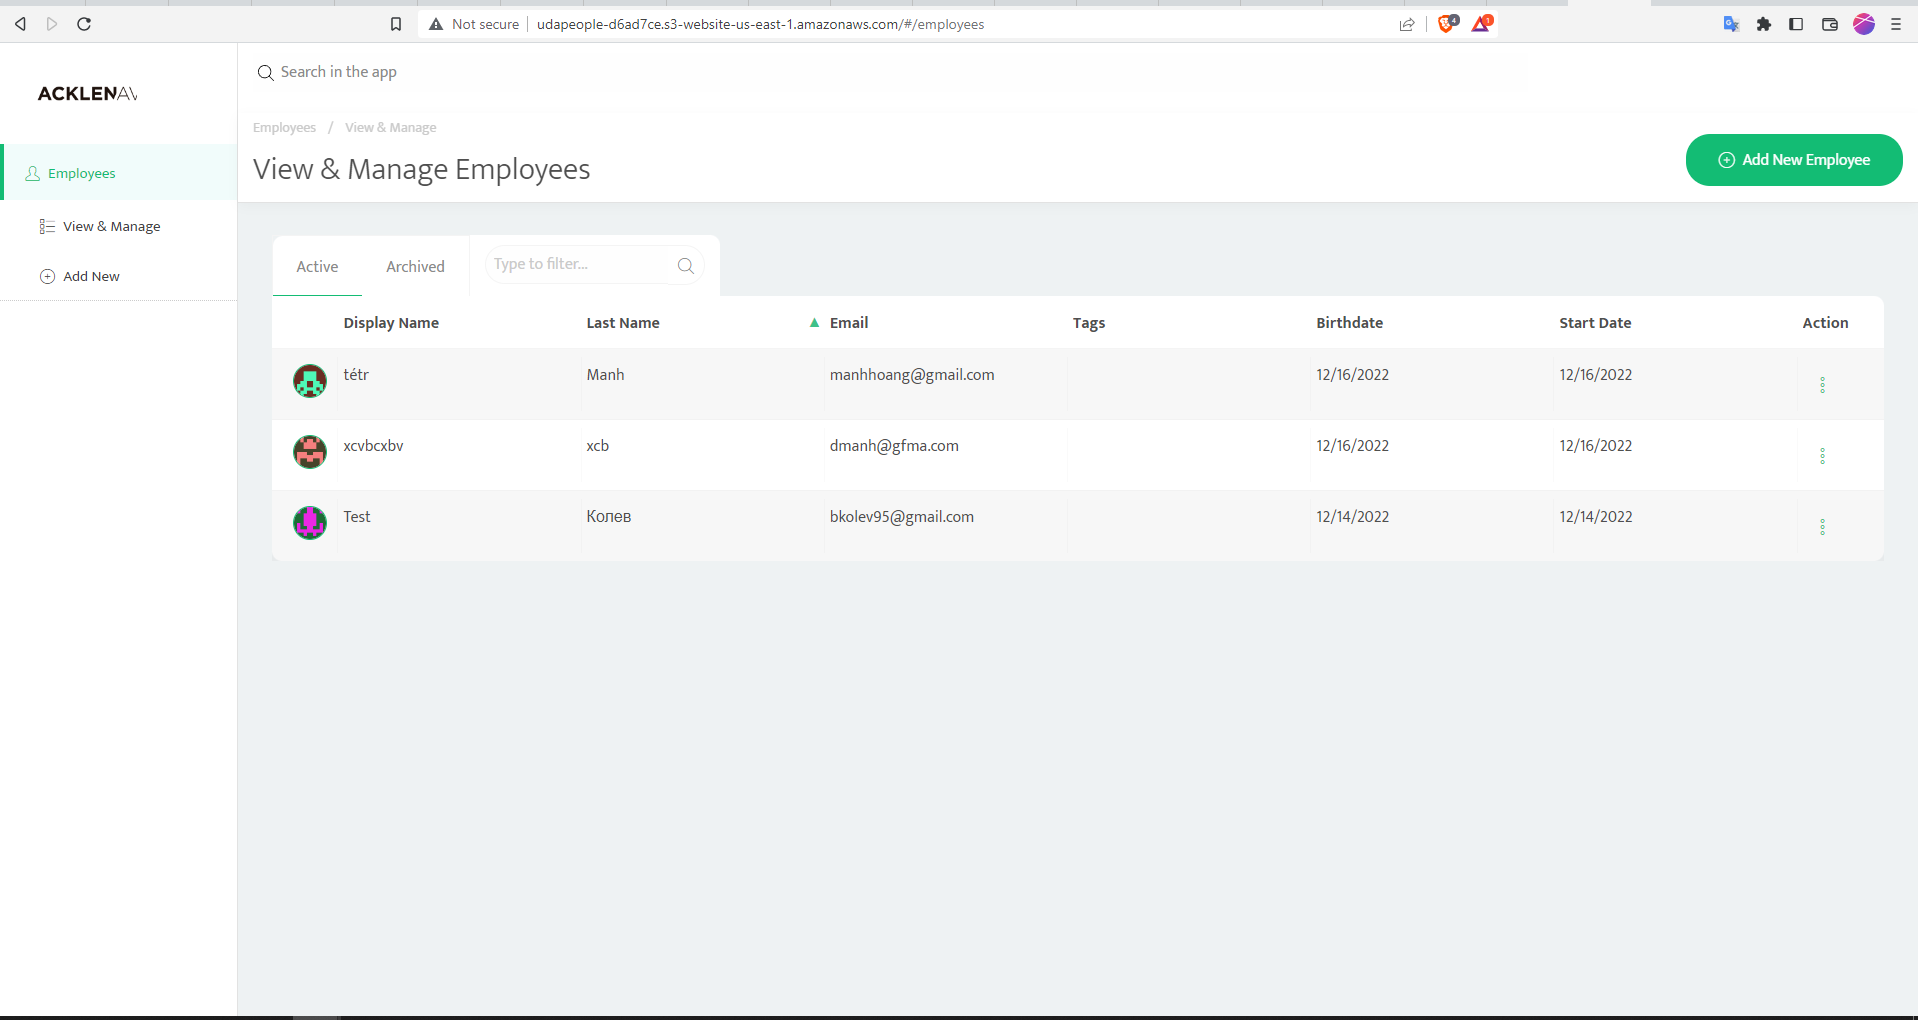 Not secure
udapeople-d6ad7ce.s3-website-us-east-1.amazonaws.com/#/employees
4
1
ACKLENAV
Search in the app
Employees / View & Manage
View & Manage Employees
Add New Employee
Employees
View & Manage
Add New
Active Archived Type to filter...
Display Name Last Name ▲ Email Tags Birthdate Start Date Action
tétr Manh manhhoang@gmail.com 12/16/2022 12/16/2022
xcvbcxbv xcb dmanh@gfma.com 12/16/2022 12/16/2022
Test Колев bkolev95@gmail.com 12/14/2022 12/14/2022